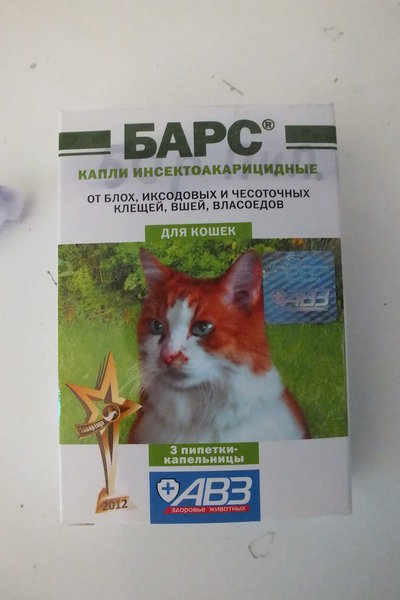 БАРС®
КАПЛИ ИНСЕКТОАКАРИЦИДНЫЕ
ОТ БЛОХ, ИКСОДОВЫХ И ЧЕСОТОЧНЫХ
КЛЕЩЕЙ, ВШЕЙ, ВЛАСОЕДОВ
ДЛЯ КОШЕК
АВЗ
3 ПИПЕТКИ-
КАПЕЛЬНИЦЫ
АВЗ
здоровье животных
2012